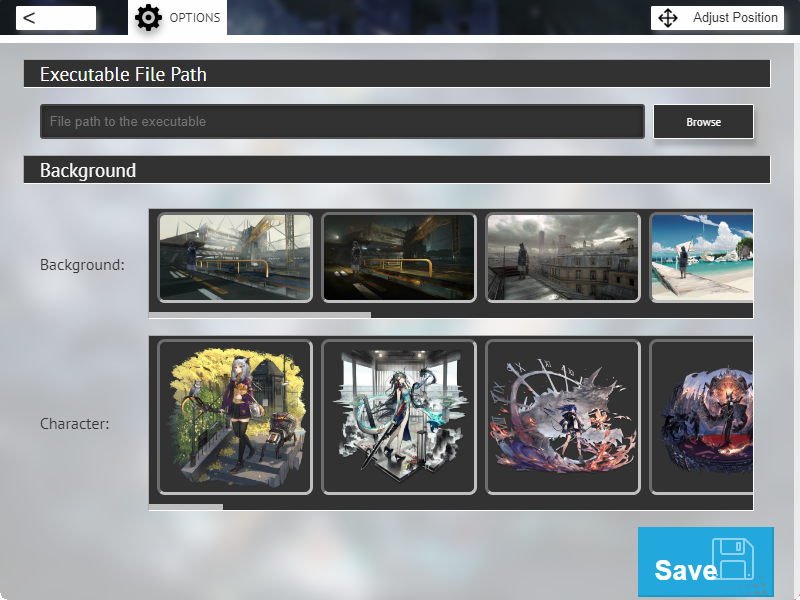 <
OPTIONS
Adjust Position
Executable File Path
File path to the executable
Browse
Background
Background:
Character:
Save